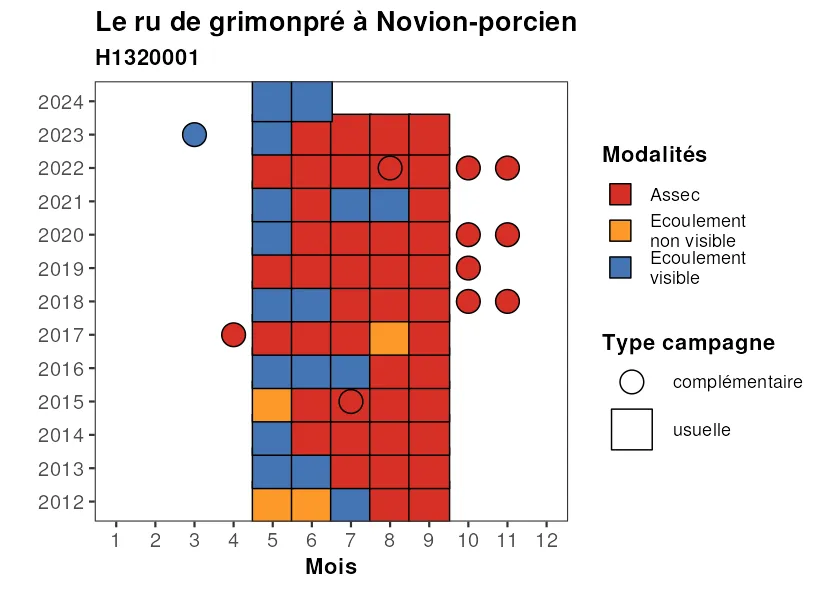 Le ru de grimonpré à Novion-porcien
H1320001
2024
2023
2022
2021
2020
2019
2018
2017
2016
2015
2014
2013
2012
1 2 3 4 5 6 7 8 9 10 11 12
Mois
Modalités
Assec
Ecoulement
non visible
Ecoulement
visible
Type campagne
complémentaire
usuelle